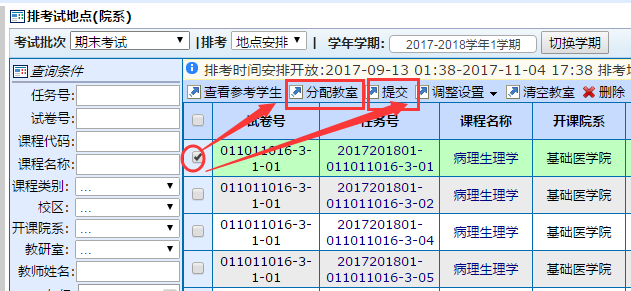 排考试地点(院系)
考试批次 期末考试 |排考 地点安排 | 学年学期: 2017-2018学年1学期 切换学期
查询条件
任务号:
试卷号:
课程代码:
课程名称:
课程类别: ...
校区: ...
开课院系: ...
教研室: ...
教师姓名:
排考时间安排开放:2017-09-13 01:38-2017-11-04 17:38
查看参考学生 分配教室 提交 调整设置 清空教室 删除
试卷号 任务号 课程名称 开课院系
011011016-3-1-01 2017201801-011011016-3-01 病理生理学 基础医学院
011011016-3-1-01 2017201801-011011016-3-02 病理生理学 基础医学院
011011016-3-1-01 2017201801-011011016-3-04 病理生理学 基础医学院
011011016-3-1-01 2017201801-011011016-3-05 病理生理学 基础医学院